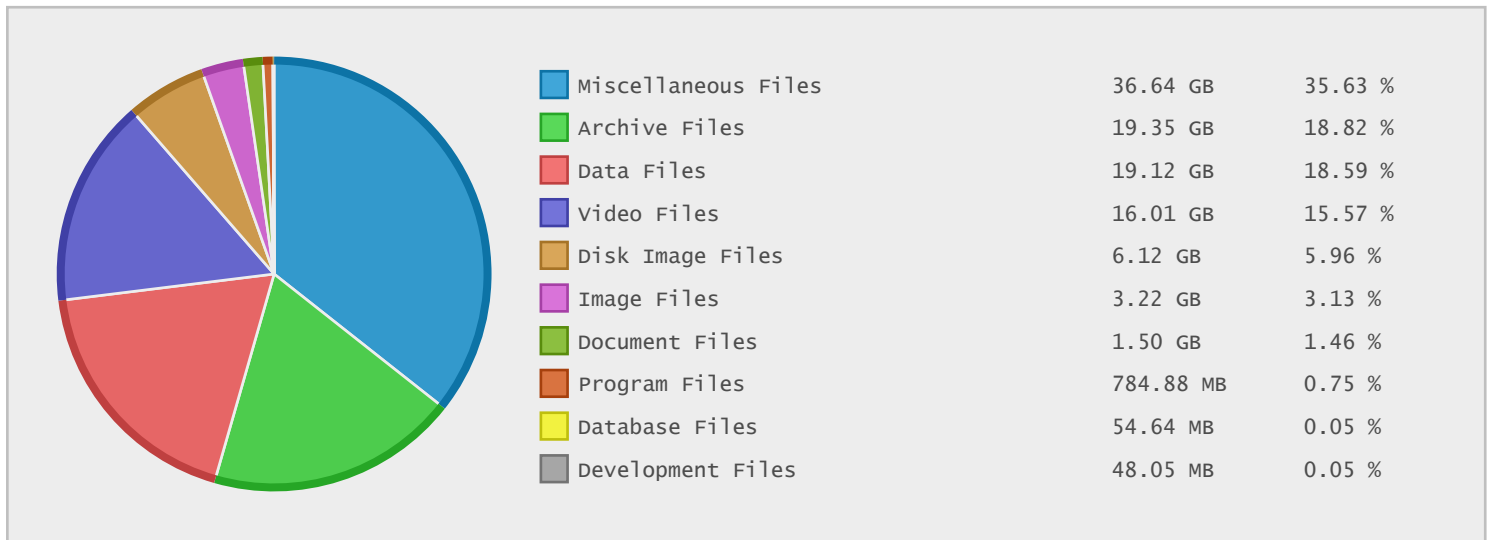 Miscellaneous Files 36.64 GB 35.63 %
Archive Files 19.35 GB 18.82 %
Data Files 19.12 GB 18.59 %
Video Files 16.01 GB 15.57 %
Disk Image Files 6.12 GB 5.96 %
Image Files 3.22 GB 3.13 %
Document Files 1.50 GB 1.46 %
Program Files 784.88 MB 0.75 %
Database Files 54.64 MB 0.05 %
Development Files 48.05 MB 0.05 %